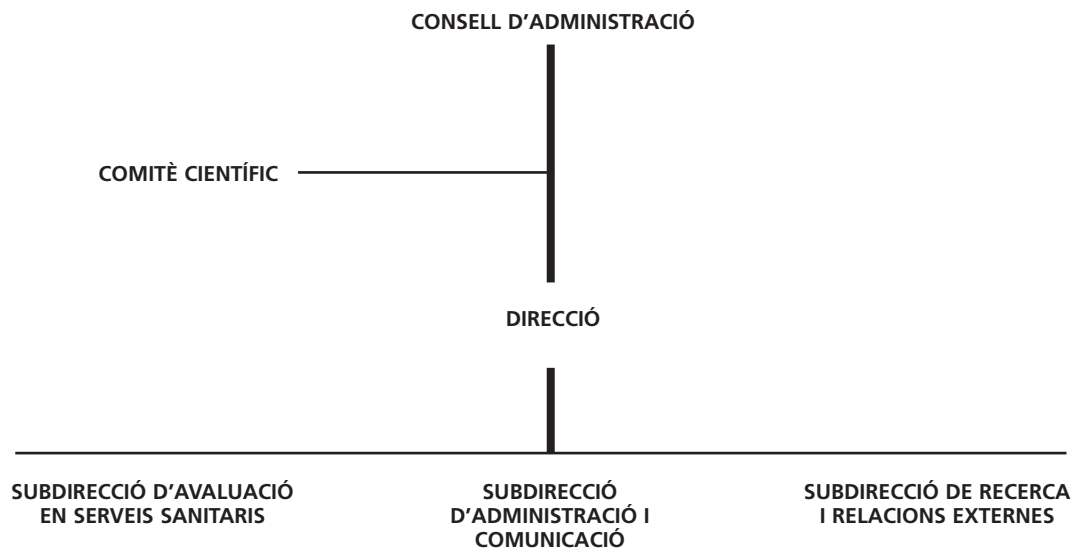 CONSELL D'ADMINISTRACIÓ
COMITÈ CIENTÍFIC
DIRECCIÓ
SUBDIRECCIÓ D'AVALUACIÓ
EN SERVEIS SANITARIS
SUBDIRECCIÓ
D'ADMINISTRACIÓ I
COMUNICACIÓ
SUBDIRECCIÓ DE RECERCA
I RELACIONS EXTERNES